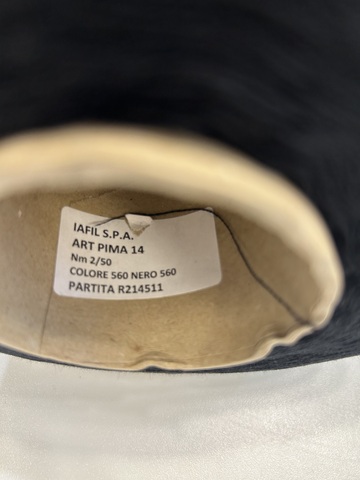 IAFIL S.P.A.
ART PIMA 14
Nm 2/50
COLORE 560 NERO 560
PARTITA R214511